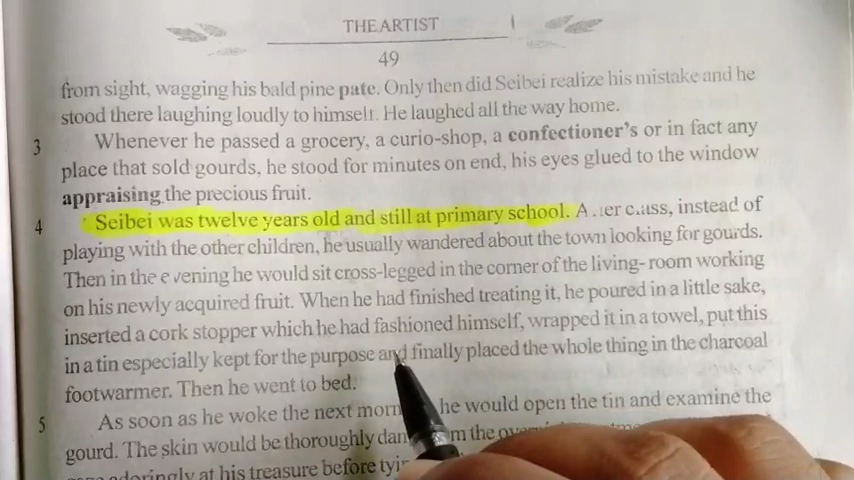 THE ARTIST
49
from sight, wagging his bald pine pate. Only then did Seibei realize his mistake and he
stood there laughing loudly to himself. He laughed all the way home.
3 Whenever he passed a grocery, a curio-shop, a confectioner's or in fact any
place that sold gourds, he stood for minutes on end, his eyes glued to the window
appraising the precious fruit.
4 Seibei was twelve years old and still at primary school. class, instead of
playing with the other children, he usually wandered about the town looking for gourds.
Then in the evening he would sit cross-legged in the corner of the living-room working
on his newly acquired fruit. When he had finished treating it, he poured in a little sake,
inserted a cork stopper which he had fashioned himself, wrapped it in a towel, put this
in a tin especially kept for the purpose and finally placed the whole thing in the charcoal
footwarmer. Then he went to bed.
5 As soon as he woke the next he would open the tin and examine the
gourd. The skin would be thoroughly the
adoringly at his treasure before